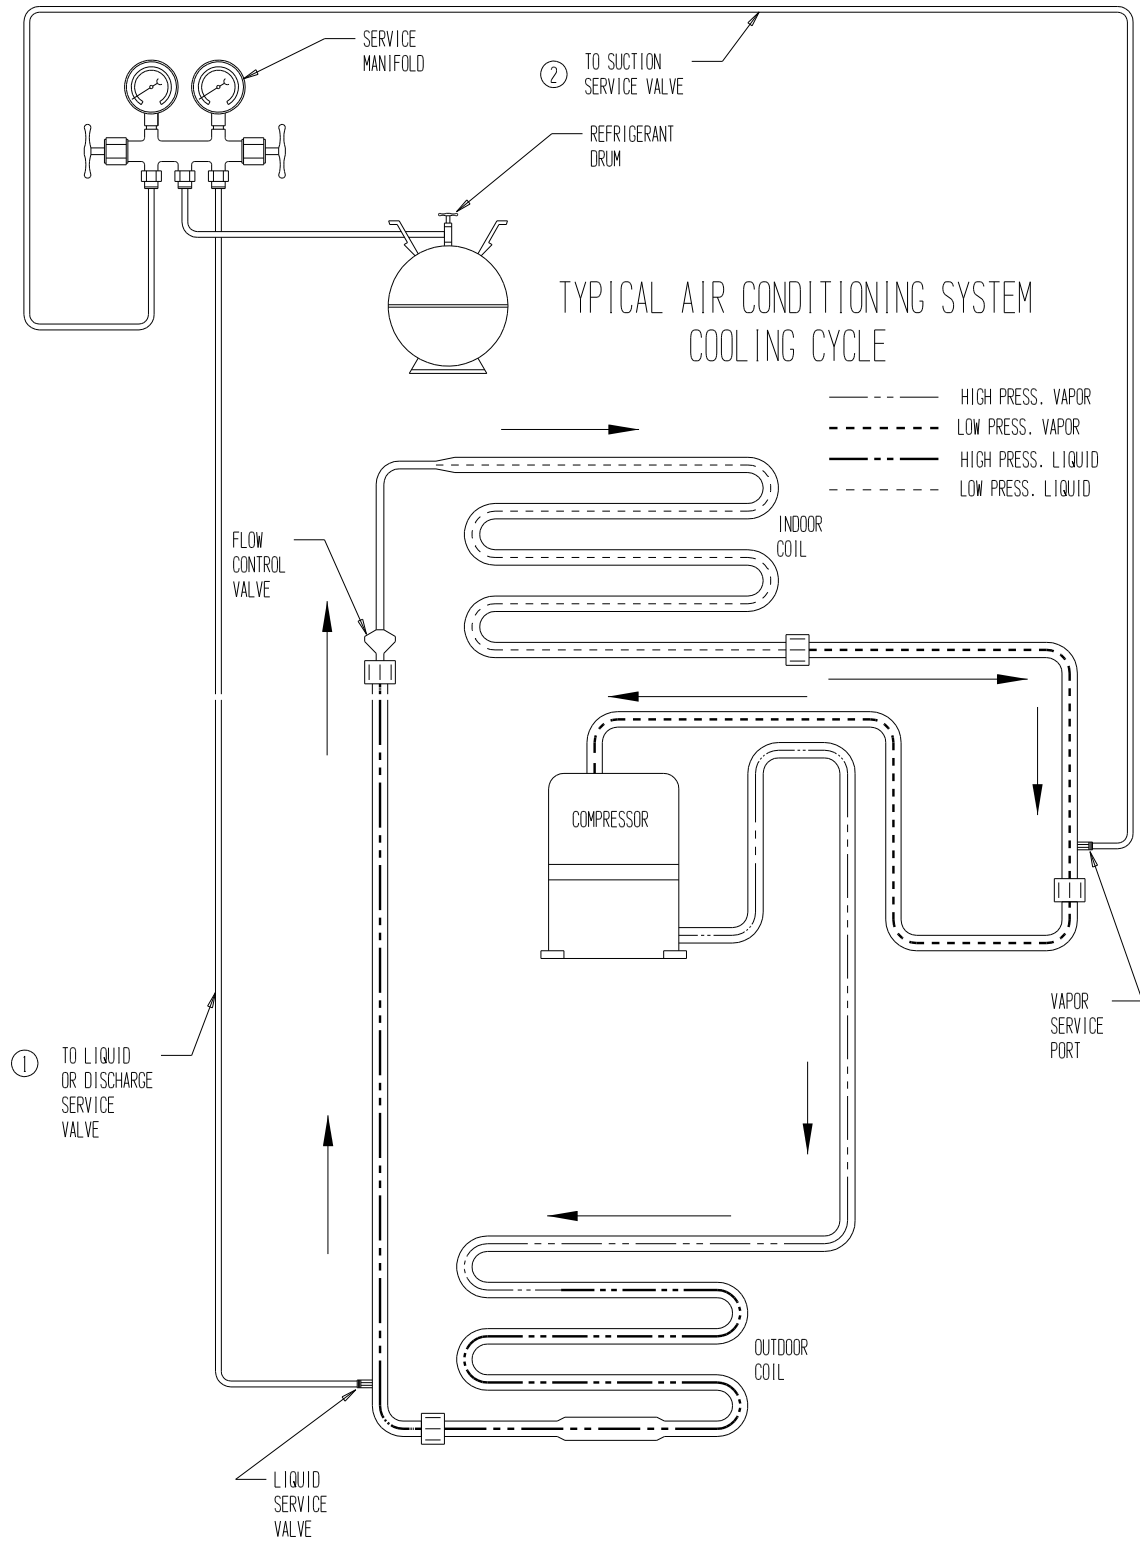 SERVICE
MANIFOLD
2
TO SUCTION
SERVICE VALVE
REFRIGERANT
DRUM
TYPICAL AIR CONDITIONING SYSTEM
COOLING CYCLE
HIGH PRESS. VAPOR
LOW PRESS. VAPOR
HIGH PRESS. LIQUID
LOW PRESS. LIQUID
INDOOR
COIL
FLOW
CONTROL
VALVE
COMPRESSOR
VAPOR
SERVICE
PORT
1
TO LIQUID
OR DISCHARGE
SERVICE
VALVE
OUTDOOR
COIL
LIQUID
SERVICE
VALVE